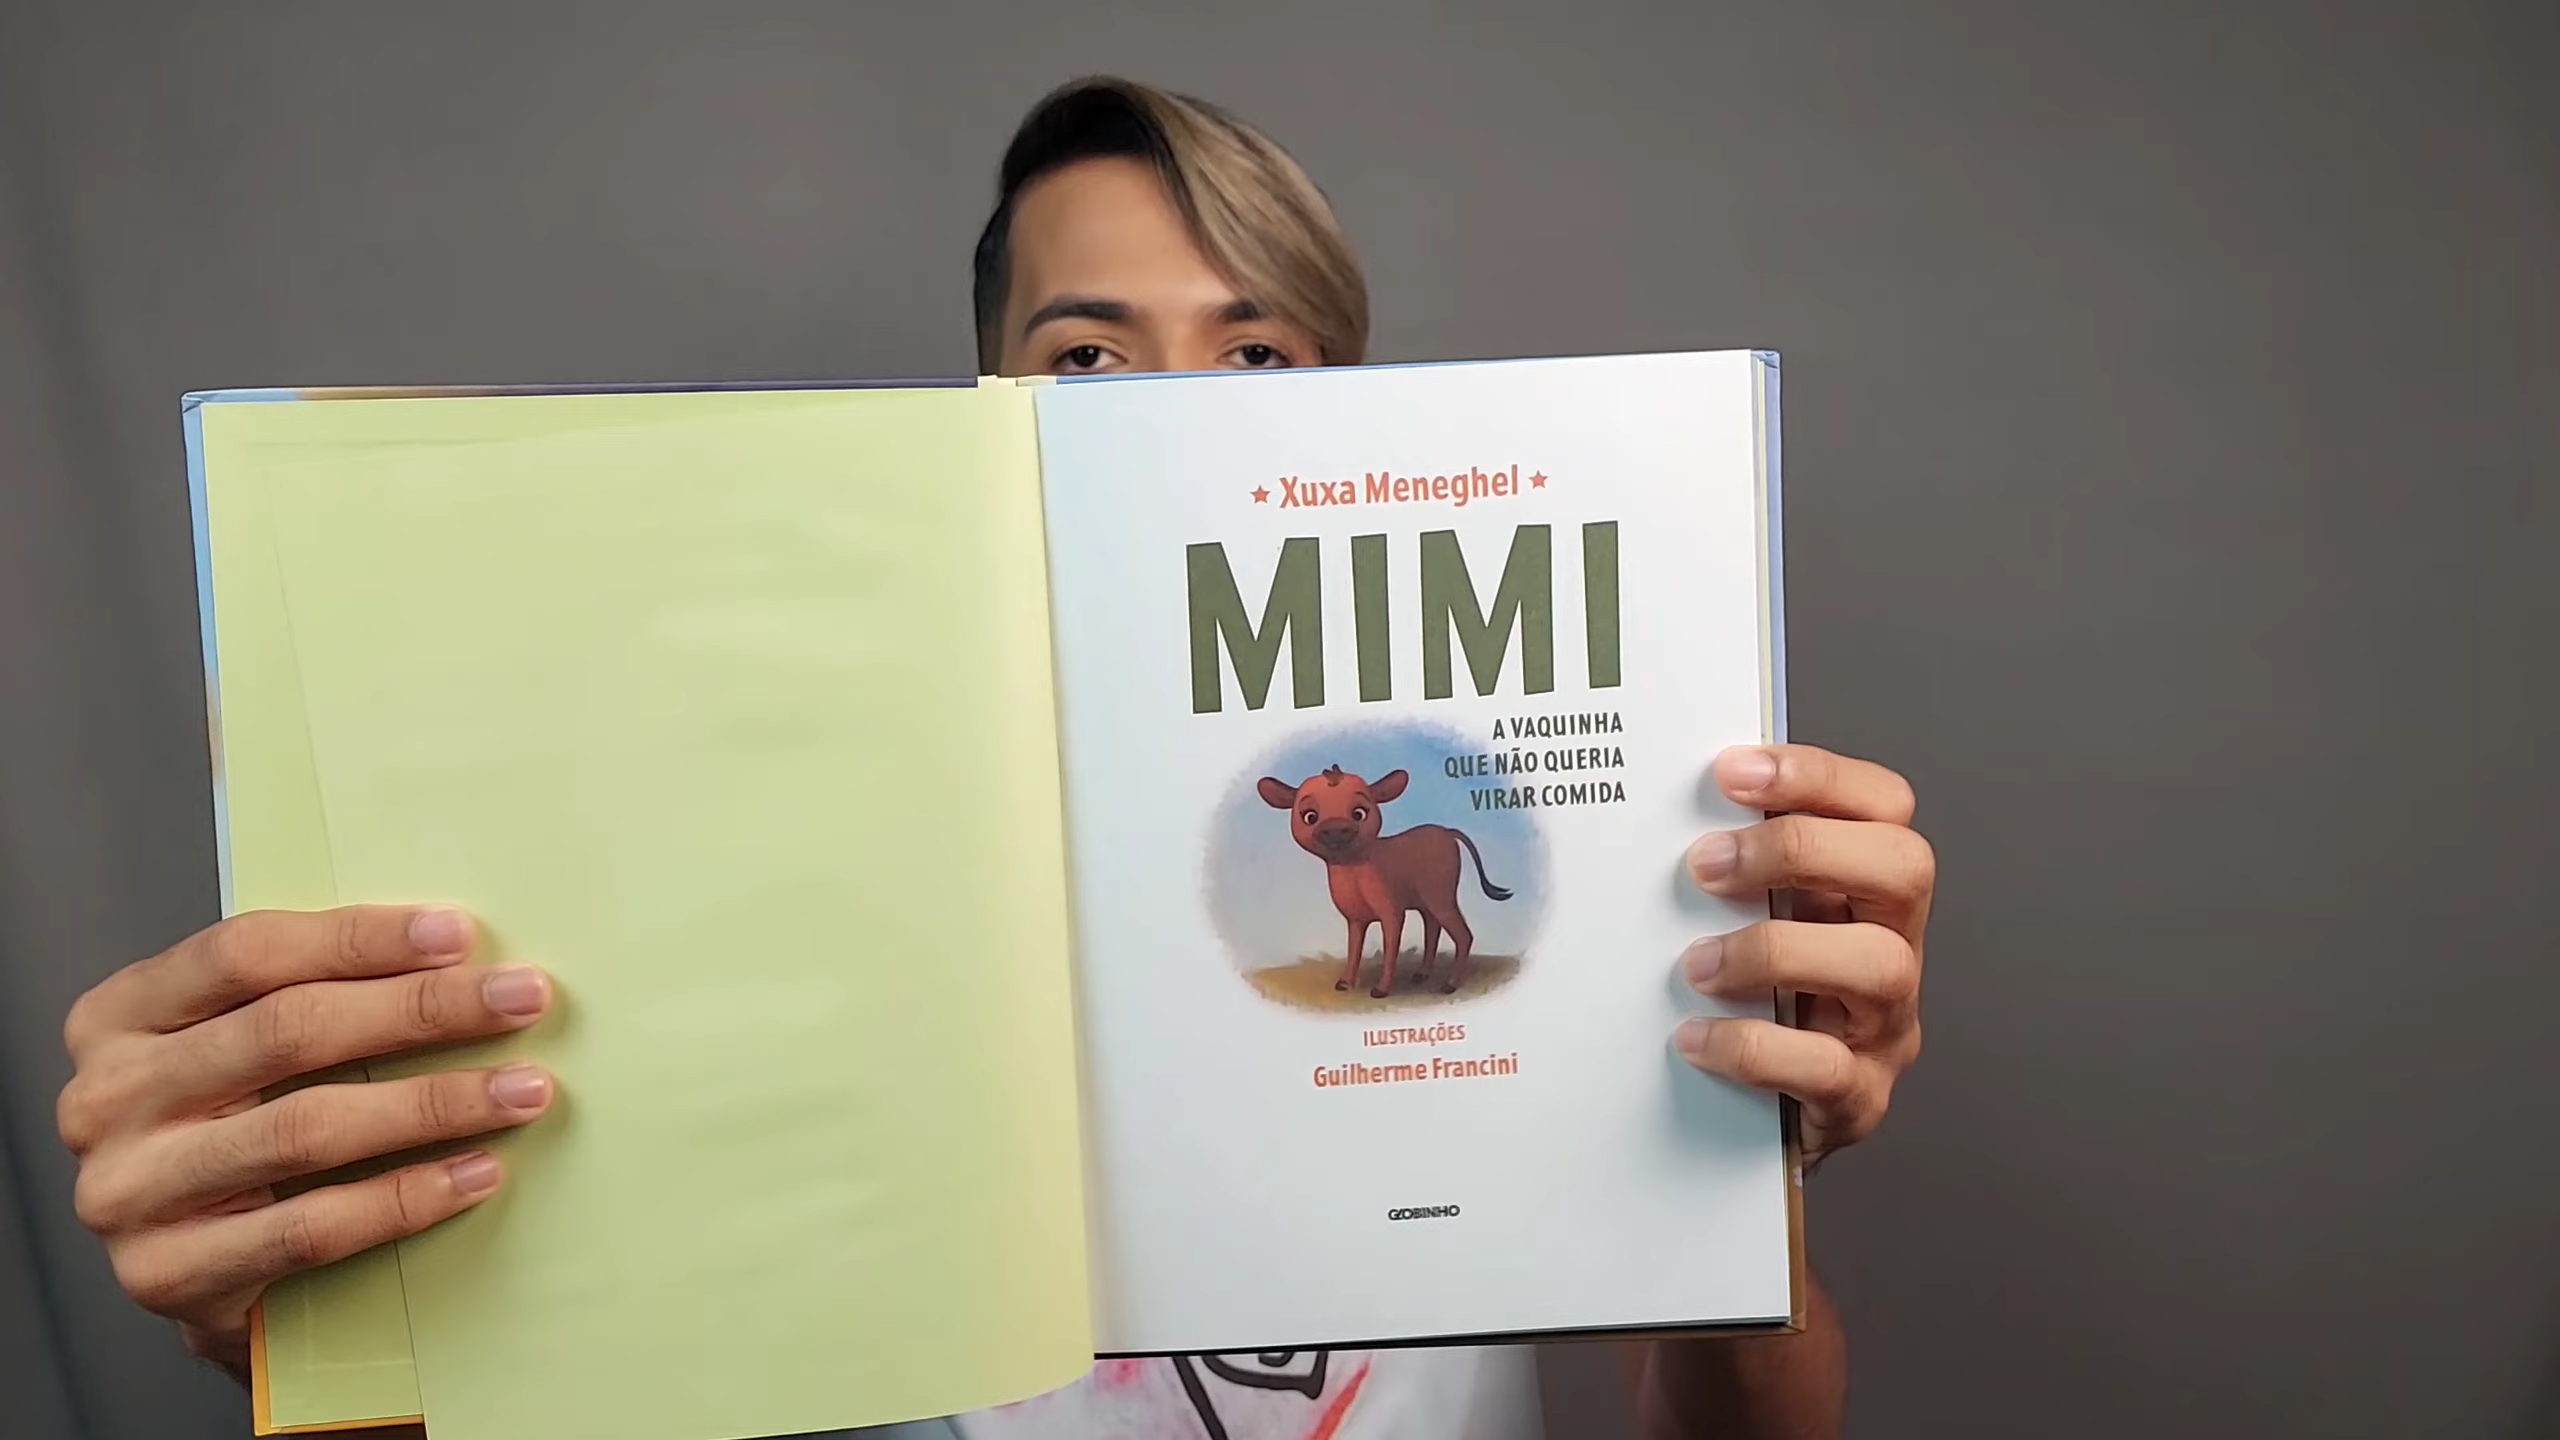 ★ Xuxa Meneghel ★
MIMI
A VAQUINHA
QUE NÃO QUERIA
VIRAR COMIDA
ILUSTRAÇÕES
Guilherme Francini
GLOBINHO